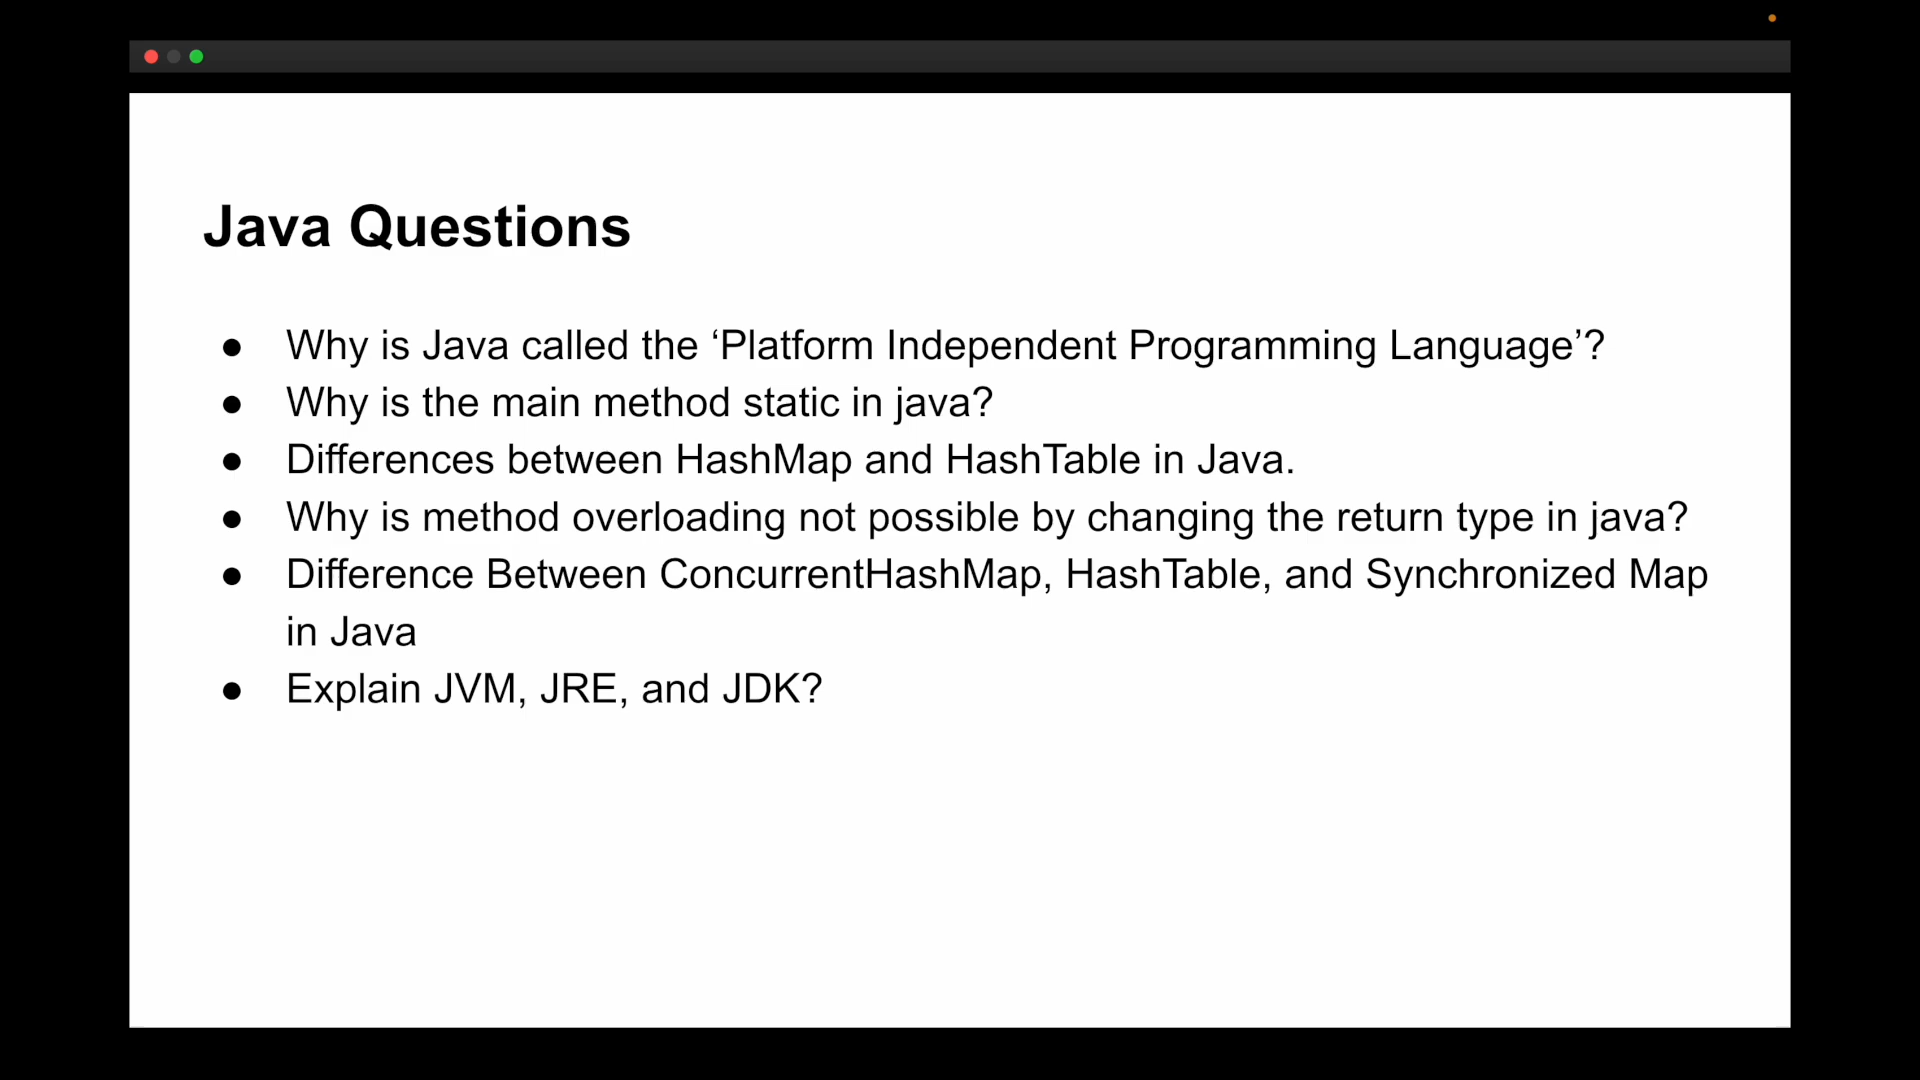 Java Questions
● Why is Java called the ‘Platform Independent Programming Language’?
● Why is the main method static in java?
● Differences between HashMap and HashTable in Java.
● Why is method overloading not possible by changing the return type in java?
● Difference Between ConcurrentHashMap, HashTable, and Synchronized Map
in Java
● Explain JVM, JRE, and JDK?